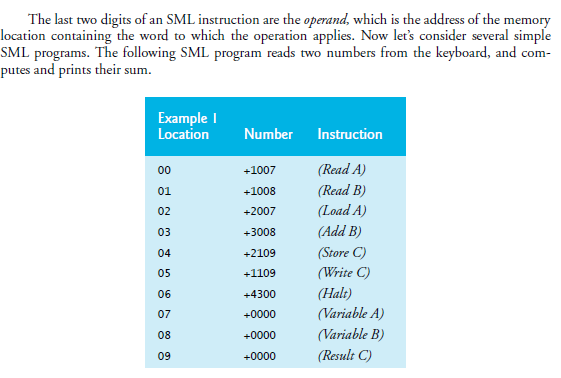 The last two digits of an SML instruction are the operand, which is the address of the memory
location containing the word to which the operation applies. Now let's consider several simple
SML programs. The following SML program reads two numbers from the keyboard, and com-
putes and prints their sum.
Example 1
Location Number Instruction
00 +1007 (Read A)
01 +1008 (Read B)
02 +2007 (Load A)
03 +3008 (Add B)
04 +2109 (Store C)
05 +1109 (Write C)
06 +4300 (Halt)
07 +0000 (Variable A)
08 +0000 (Variable B)
09 +0000 (Result C)